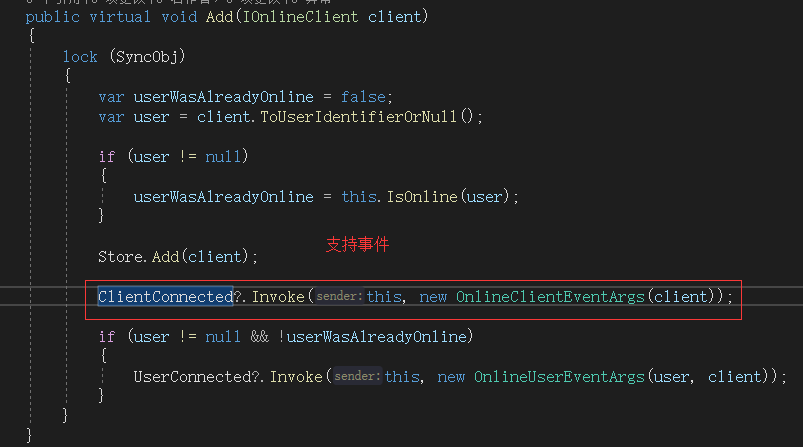 public virtual void Add(IOnlineClient client)
{
lock (SyncObj)
{
var userWasAlreadyOnline = false;
var user = client.ToUserIdentifierOrNull();
if (user != null)
{
userWasAlreadyOnline = this.IsOnline(user);
}
支持事件
Store.Add(client);
ClientConnected?.Invoke(sender:this, new OnlineClientEventArgs(client));
if (user != null && !userWasAlreadyOnline)
{
UserConnected?.Invoke(sender:this, new OnlineUserEventArgs(user, client));
}
}
}